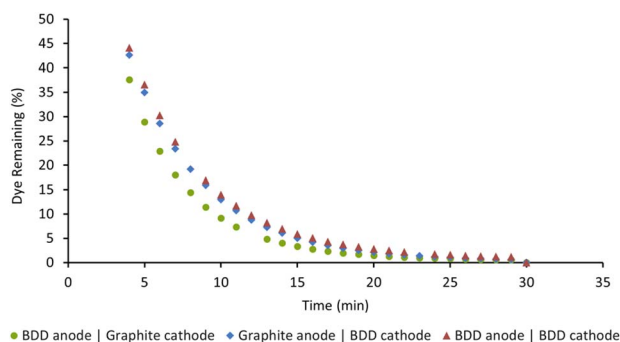 50
45
40
35
30
25
20
15
10
5
0
Dye Remaining (%)
0 5 10 15 20 25 30 35
Time (min)
BDD anode | Graphite cathode Graphite anode | BDD cathode BDD anode | BDD cathode